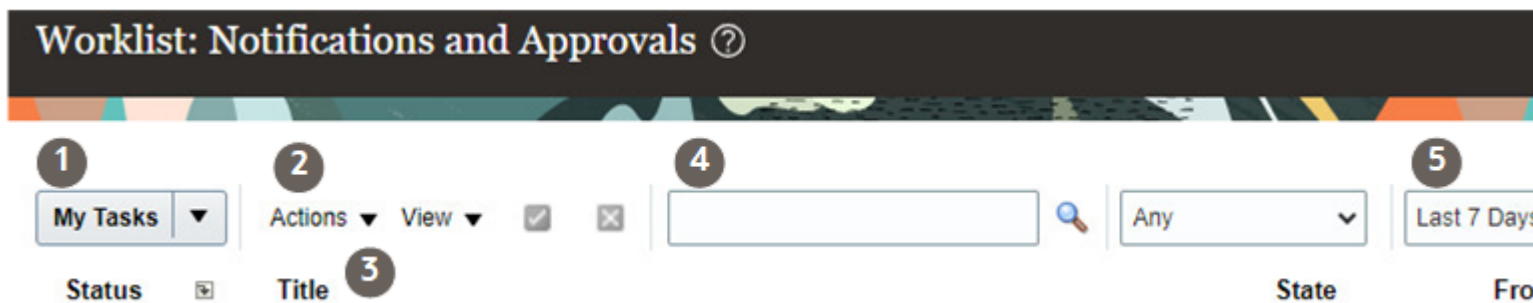 Worklist: Notifications and Approvals ?
1 2 4 5
My Tasks Actions View Any Last 7 Days
3
Status Title State Fro